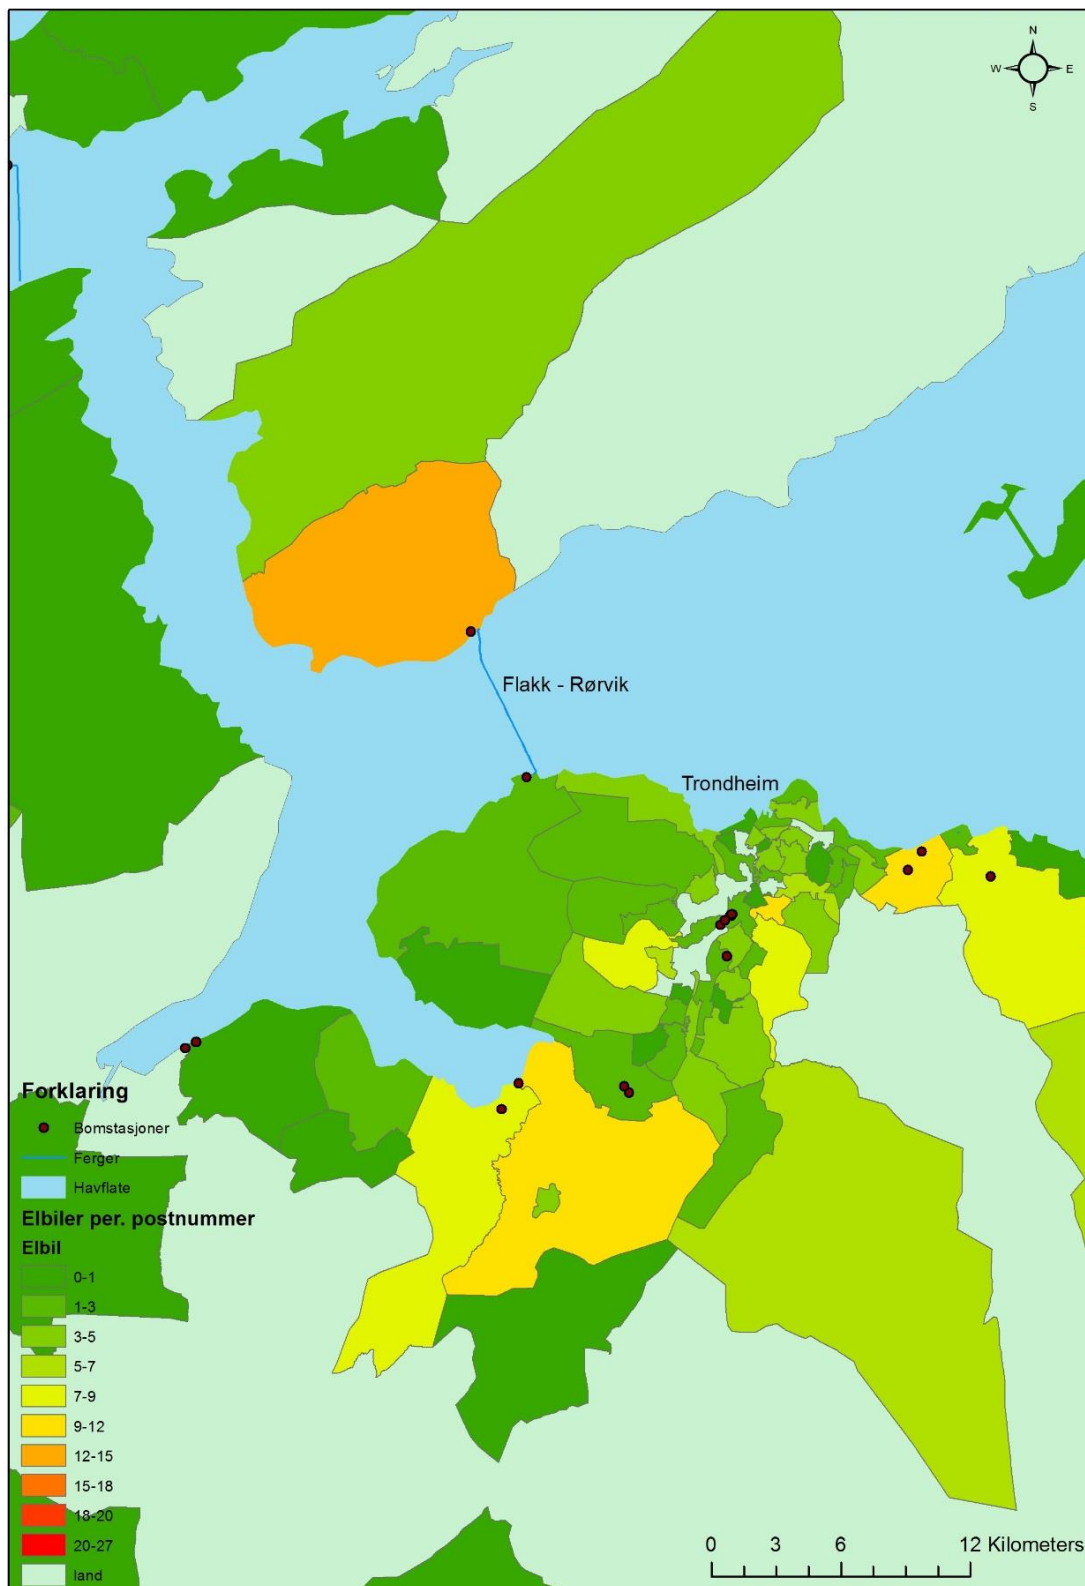 N
W E
S
Flakk - Rørvik
Trondheim
Forklaring
Bomstasjoner
Ferger
Havflate
Elbiler per. postnummer
Elbil
0-1
1-3
3-5
5-7
7-9
9-12
12-15
15-18
18-20
20-27
land
0 3 6 12 Kilometers